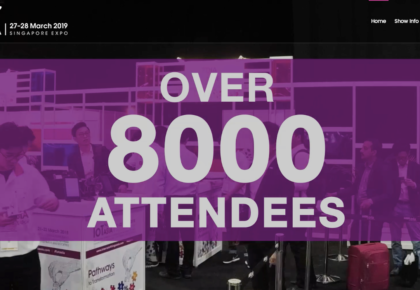 27-28 March 2019
SINGAPORE EXPO
Home
Show Info
OVER
8000
ATTENDEES
Pathways